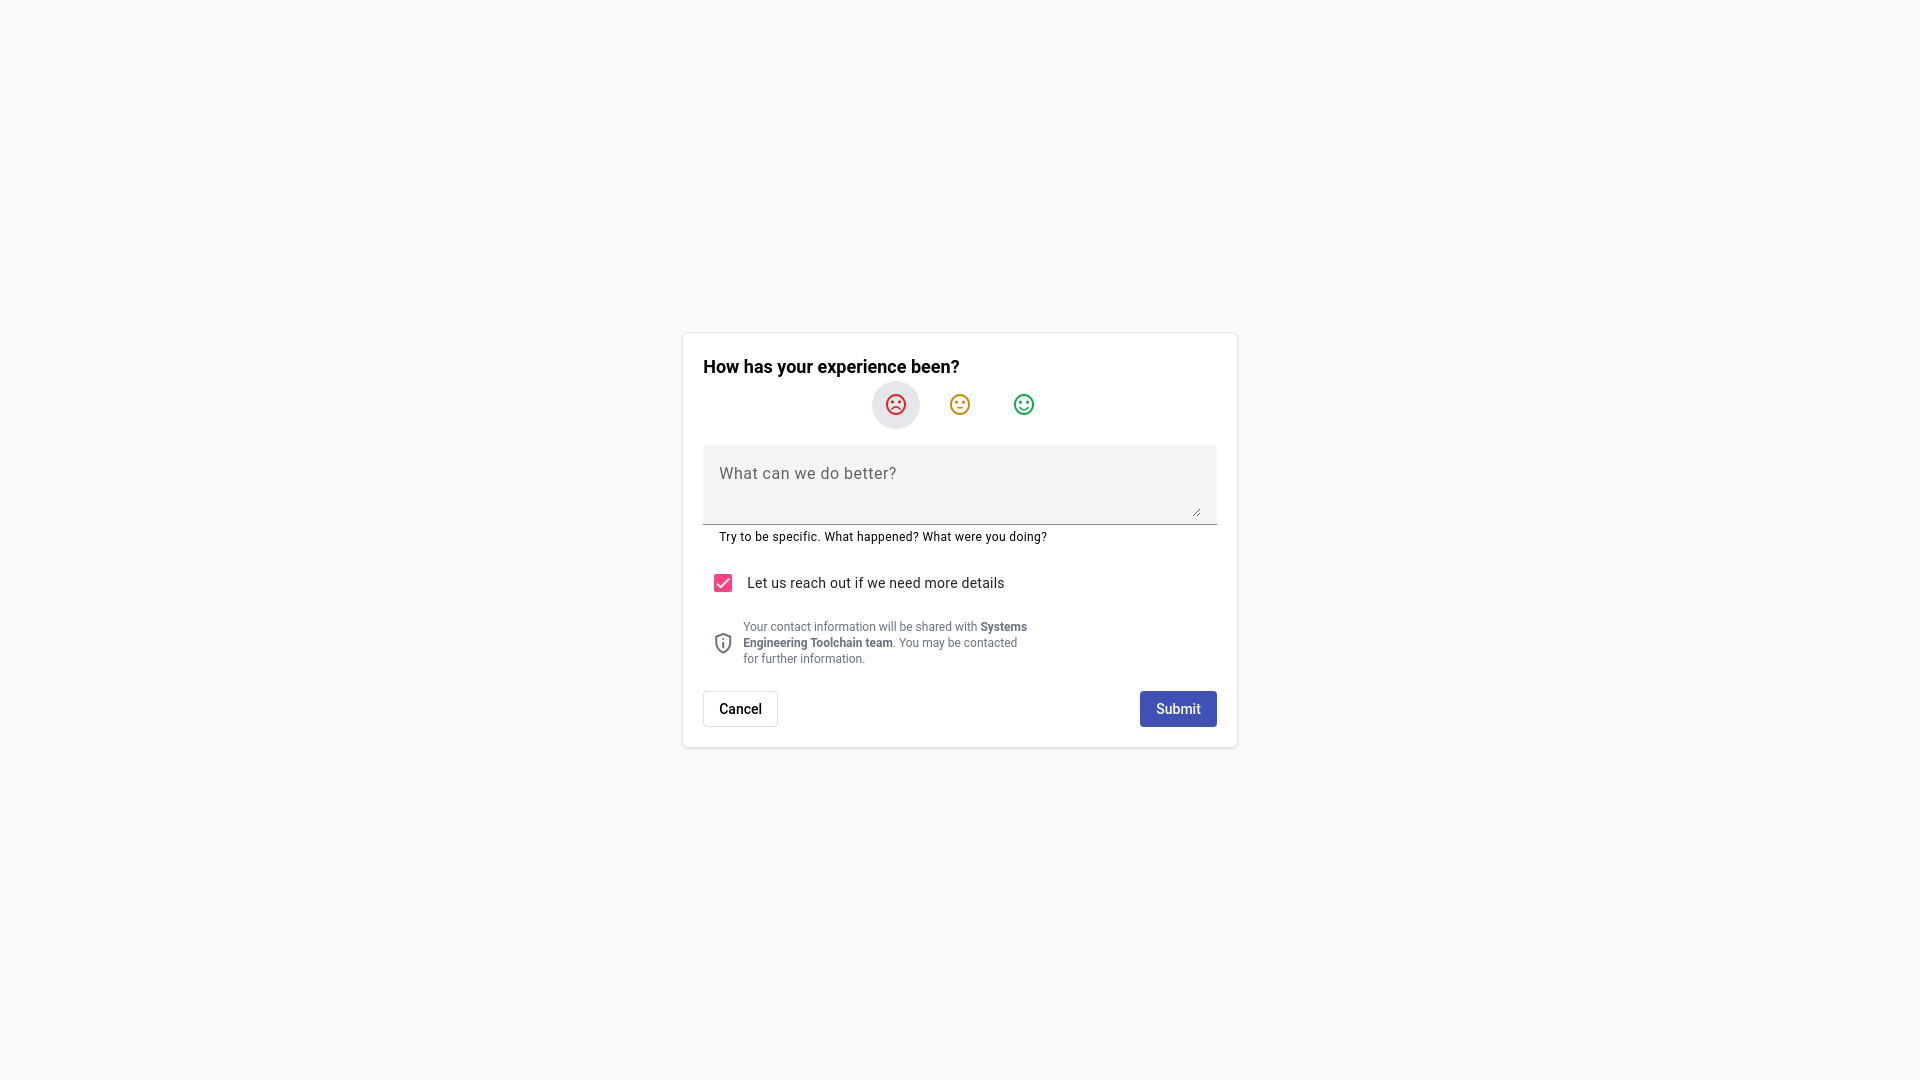 How has your experience been?
What can we do better?
Try to be specific. What happened? What were you doing?
Let us reach out if we need more details
Your contact information will be shared with Systems
Engineering Toolchain team. You may be contacted
for further information.
Cancel
Submit